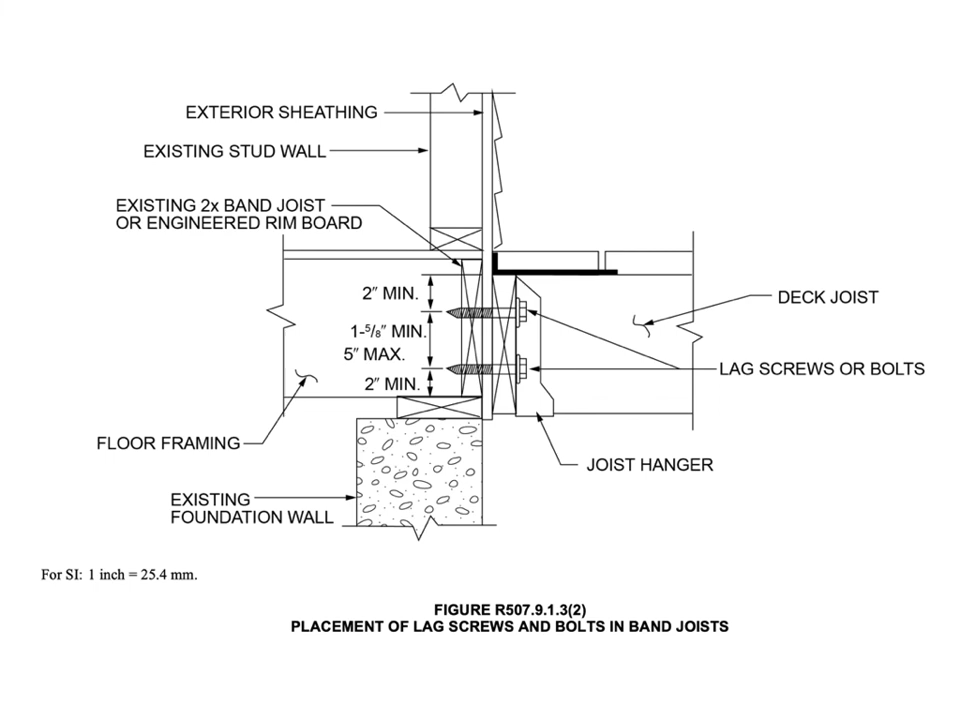 EXTERIOR SHEATHING
EXISTING STUD WALL
EXISTING 2x BAND JOIST
OR ENGINEERED RIM BOARD
2" MIN.
DECK JOIST
1-5/8" MIN.
5" MAX.
LAG SCREWS OR BOLTS
2" MIN.
FLOOR FRAMING
JOIST HANGER
EXISTING
FOUNDATION WALL
For SI: 1 inch = 25.4 mm.
FIGURE R507.9.1.3(2)
PLACEMENT OF LAG SCREWS AND BOLTS IN BAND JOISTS